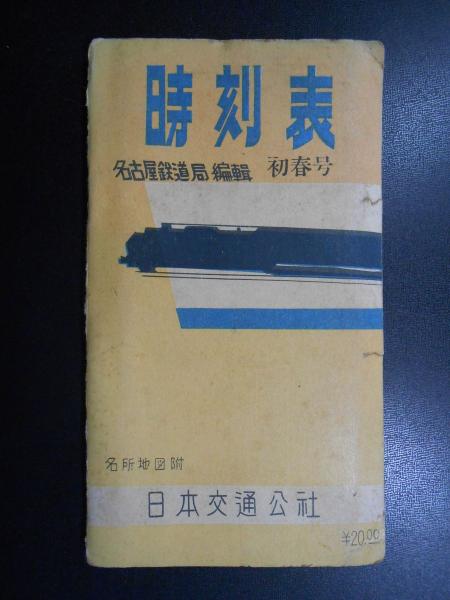 時刻表
名古屋鉄道局 編輯 初春号
名所地図附
日本交通公社
¥20.00